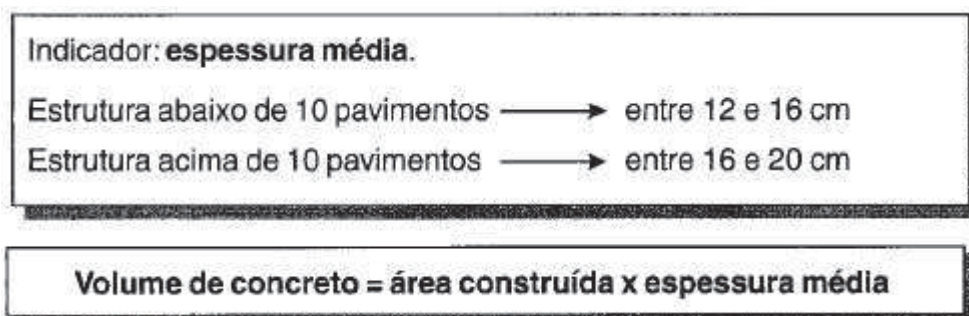 Indicador: espessura média.
Estrutura abaixo de 10 pavimentos → entre 12 e 16 cm
Estrutura acima de 10 pavimentos → entre 16 e 20 cm
Volume de concreto = área construída x espessura média